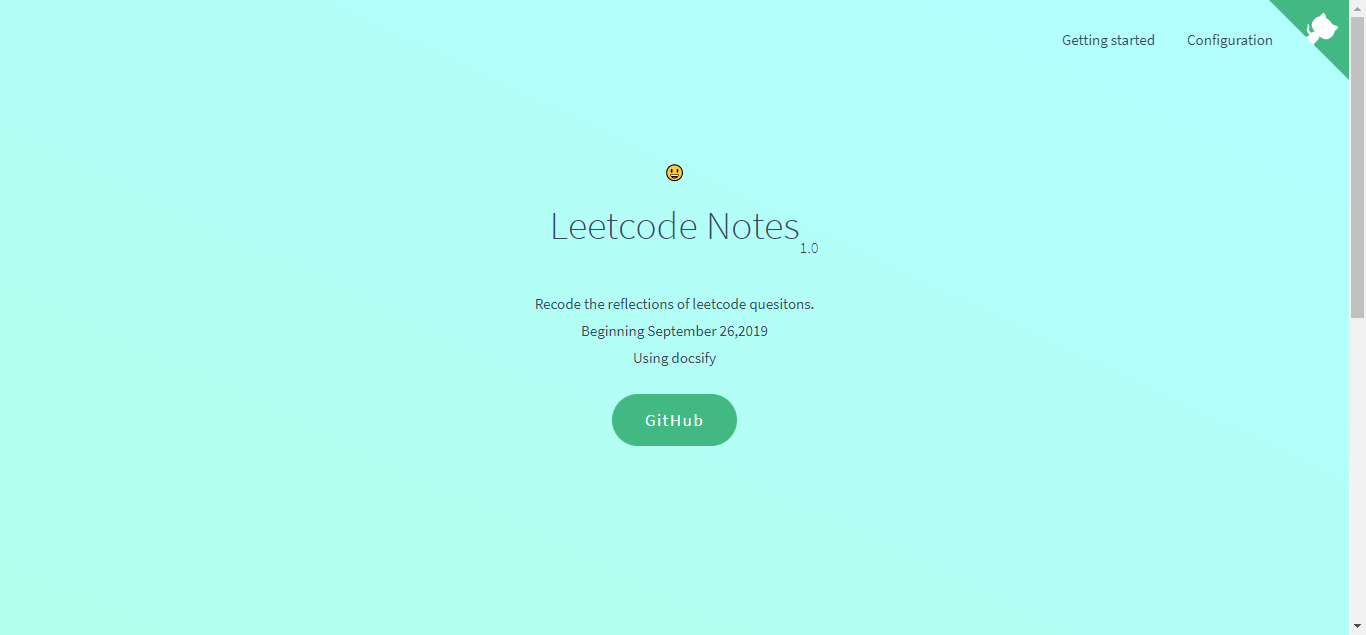 Getting started Configuration
Leetcode Notes 1.0
Recode the reflections of leetcode quesitons.
Beginning September 26,2019
Using docsify
GitHub